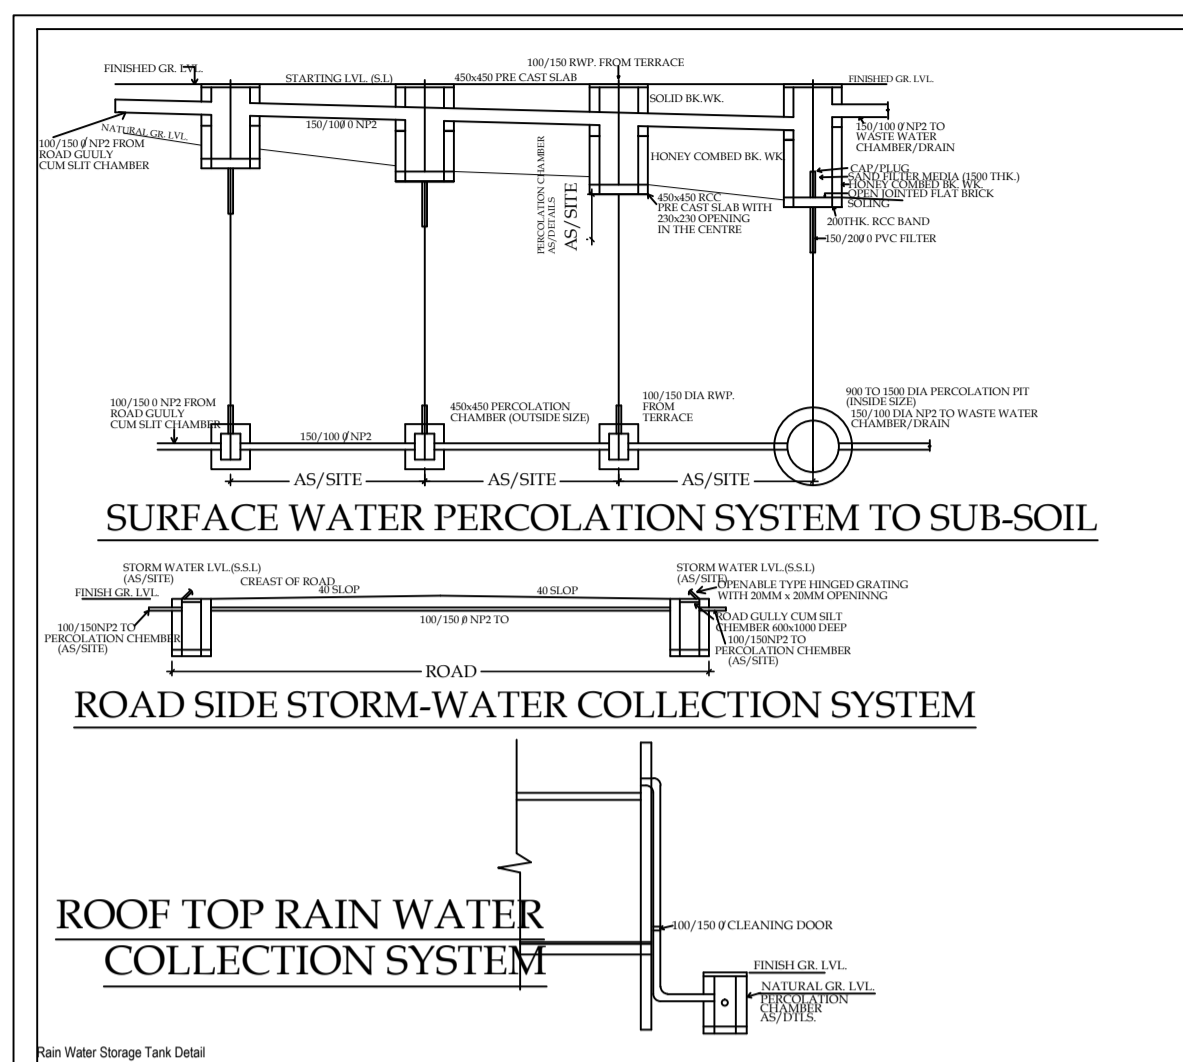 100/150 RWP. FROM TERRACE
FINISHED GR. LVL.
STARTING LVL. (S.L)
450x450 PRE CAST SLAB
FINISHED GR. LVL.
SOLID BK.WK.
NATURAL GR. LVL.
150/100 0 NP2
100/150 0 NP2 FROM
ROAD GUULY
CUM SLIT CHAMBER
150/100 0 NP2 TO
WASTE WATER
CHAMBER/DRAIN
HONEY COMBED BK. WK.
PERCOLATION CHAMBER
AS/DETAILS
AS/SITE
450x450 RCC
PRE CAST SLAB WITH
230x230 OPENING
IN THE CENTRE
CAP/PLUG
SAND FILTER MEDIA (1500 THK.)
HONEY COMBED BK. WK.
OPEN JOINTED FLAT BRICK
SOLING
200THK. RCC BAND
150/200 0 PVC FILTER
100/150 0 NP2 FROM
ROAD GUULY
CUM SLIT CHAMBER
150/100 0 NP2
450x450 PERCOLATION
CHAMBER (OUTSIDE SIZE)
100/150 DIA RWP.
FROM
TERRACE
900 TO 1500 DIA PERCOLATION PIT
(INSIDE SIZE)
150/100 DIA NP2 TO WASTE WATER
CHAMBER/DRAIN
AS/SITE
AS/SITE
AS/SITE
SURFACE WATER PERCOLATION SYSTEM TO SUB-SOIL
STORM WATER LVL.(S.S.L)
(AS/SITE)
FINISH GR. LVL.
CREAST OF ROAD
40 SLOP
40 SLOP
STORM WATER LVL.(S.S.L)
(AS/SITE)
OPENABLE TYPE HINGED GRATING
WITH 20MM x 20MM OPENINNG
100/150 0 NP2 TO
100/150NP2 TO
PERCOLATION CHEMBER
(AS/SITE)
ROAD GULLY CUM SILT
CHEMBER 600x1000 DEEP
100/150NP2 TO
PERCOLATION CHEMBER
(AS/SITE)
ROAD
ROAD SIDE STORM-WATER COLLECTION SYSTEM
ROOF TOP RAIN WATER
COLLECTION SYSTEM
100/150 0 CLEANING DOOR
FINISH GR. LVL.
NATURAL GR. LVL.
PERCOLATION
CHAMBER
AS/DTLS.
Rain Water Storage Tank Detail